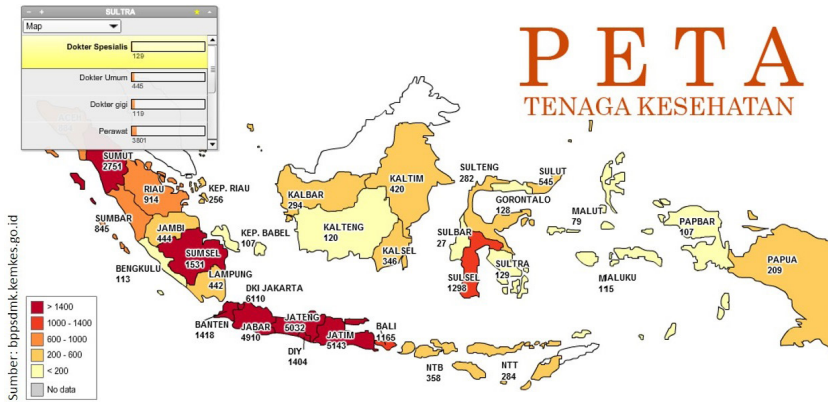 SULTRA
Map
Dokter Spesialis
129
Dokter Umum
445
Dokter gigi
119
Perawat
3801
PETA
TENAGA KESEHATAN
SUMUT
2751
RIAU
914
KEP. RIAU
256
SUMBAR
845
JAMBI
444
SUMSEL
1531
KEP. BABEL
107
BENGKULU
113
LAMPUNG
442
DKI JAKARTA
6110
BANTEN
1418
JABAR
4910
JATENG
5032
DIY
1404
JATIM
5143
BALI
1165
NTB
358
NTT
284
KALBAR
294
KALTENG
120
KALTIM
420
KALSEL
346
SULTENG
282
SULUT
545
GORONTALO
128
SULBAR
27
SULTRA
129
SULSEL
1298
MALUT
79
MALUKU
115
PAPBAR
107
PAPUA
209
> 1400
1000 - 1400
600 - 1000
200 - 600
< 200
No data
Sumber: bppsdmk.kemkes.go.id